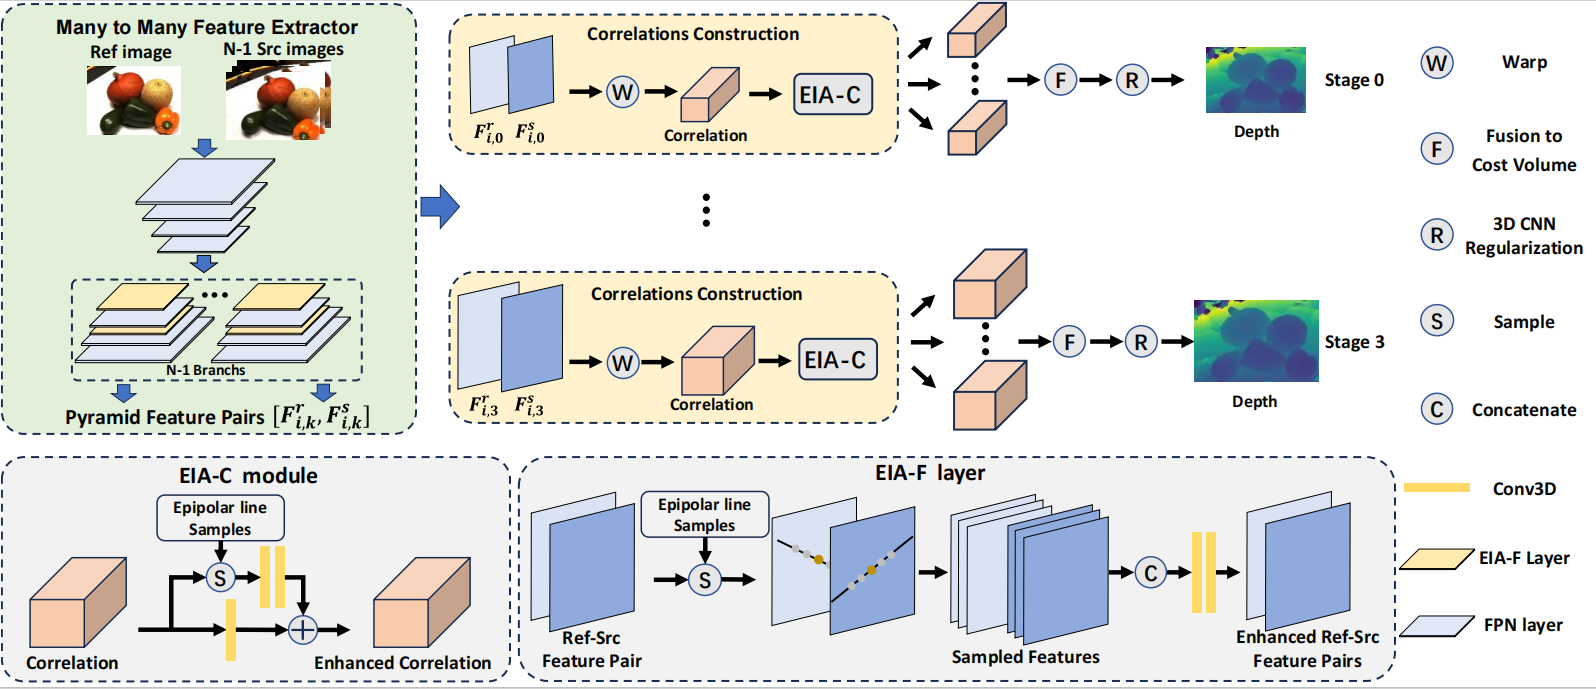 Many to Many Feature Extractor
Ref image
N-1 Src images
N-1 Branchs
Pyramid Feature Pairs [F^r_{i,k}, F^s_{i,k}]
Correlations Construction
F^r_{i,0} F^s_{i,0}
W
Correlation
EIA-C
F
R
Depth
Stage 0
Correlations Construction
F^r_{i,3} F^s_{i,3}
W
Correlation
EIA-C
F
R
Depth
Stage 3
W
Warp
F
Fusion to
Cost Volume
R
3D CNN
Regularization
S
Sample
C
Concatenate
Conv3D
EIA-F Layer
FPN layer
EIA-C module
Epipolar line
Samples
S
Correlation
Enhanced Correlation
EIA-F layer
Ref-Src
Feature Pair
Epipolar line
Samples
S
Sampled Features
C
Enhanced Ref-Src
Feature Pairs